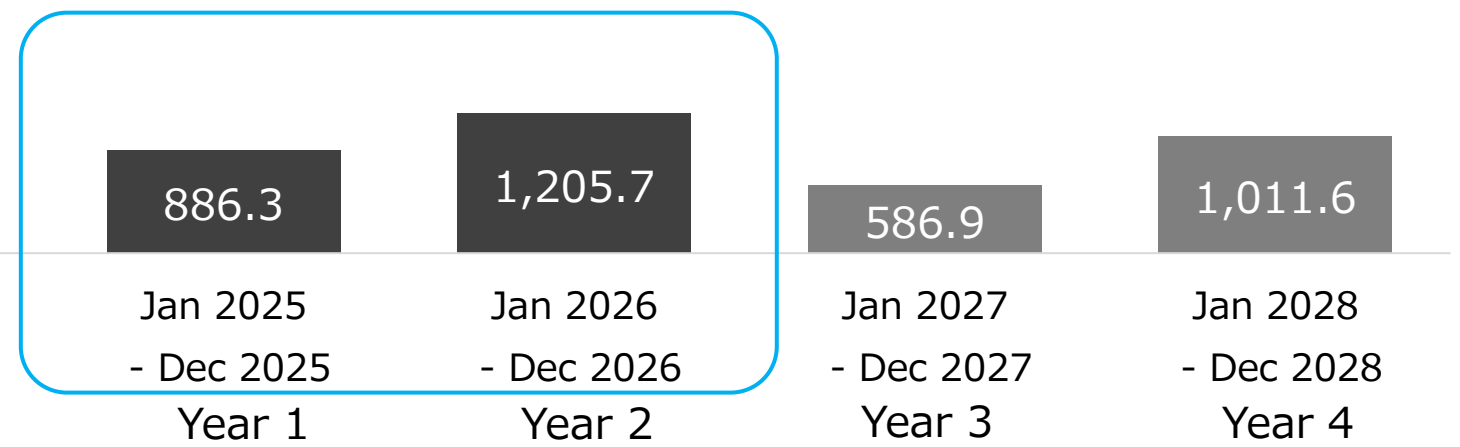 886.3
1,205.7
586.9
1,011.6
Jan 2025
- Dec 2025
Year 1
Jan 2026
- Dec 2026
Year 2
Jan 2027
- Dec 2027
Year 3
Jan 2028
- Dec 2028
Year 4